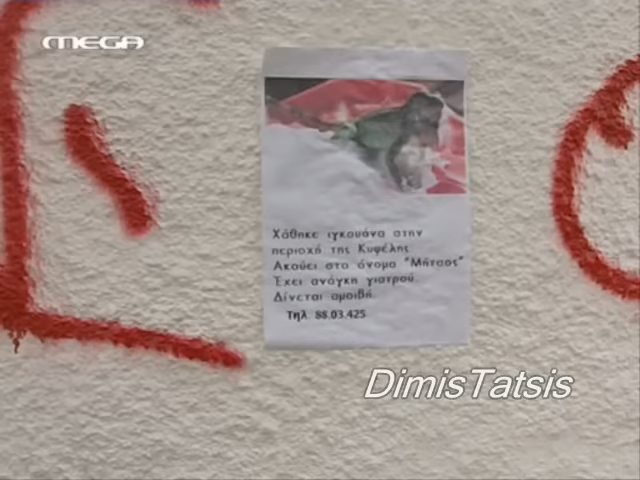 MEGA
Χάθηκε ιγκουάνα στην
περιοχή της Κυψέλης.
Ακούει στο όνομα "Μήτσος"
Έχει ανάγκη γιατρού.
Δίνεται αμοιβή.
Τηλ 88.03.425
DimisTatsis